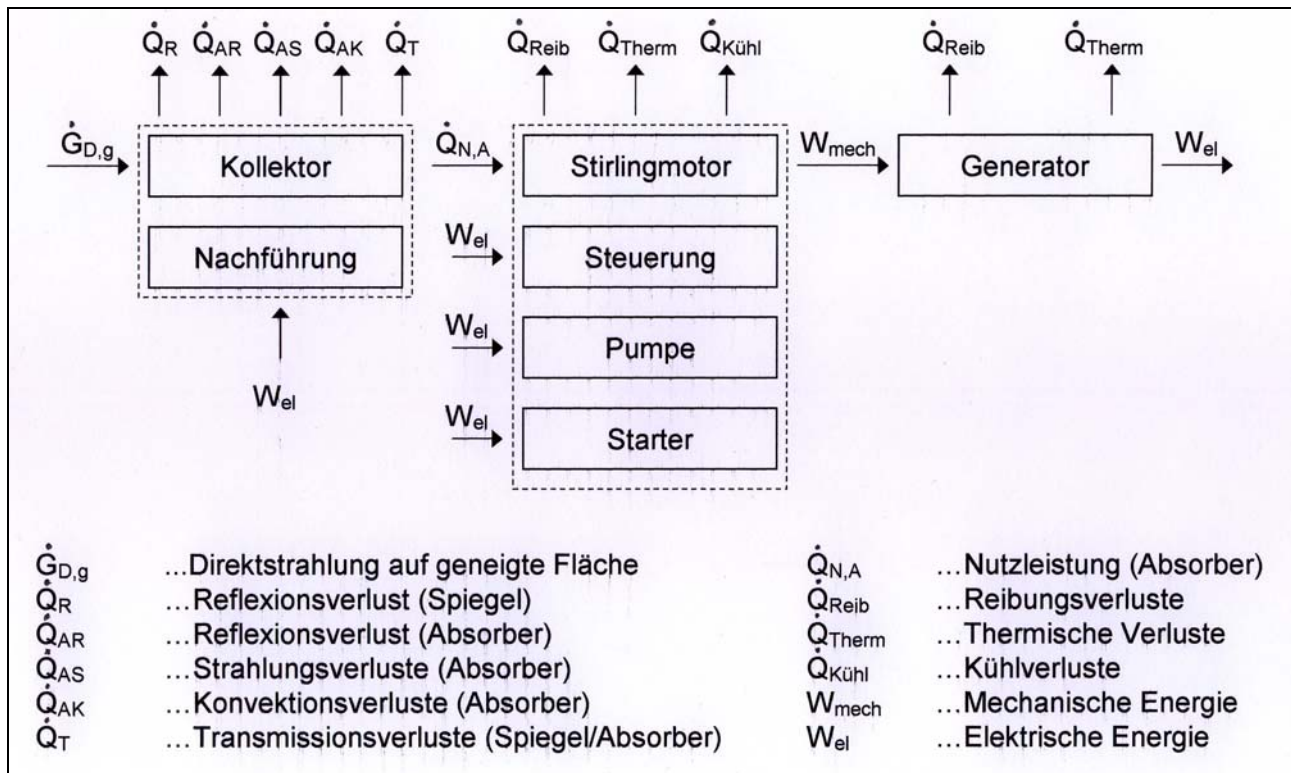 Q̇R Q̇AR Q̇AS Q̇AK Q̇T Q̇Reib Q̇Therm Q̇Kühl Q̇Reib Q̇Therm
ĠD,g Kollektor Q̇N,A Stirlingmotor Wmech Generator Wel
Nachführung Wel Steuerung
Wel Pumpe
Wel
Wel Starter
ĠD,g ...Direktstrahlung auf geneigte Fläche Q̇N,A ...Nutzleistung (Absorber)
Q̇R ...Reflexionsverlust (Spiegel) Q̇Reib ...Reibungsverluste
Q̇AR ...Reflexionsverlust (Absorber) Q̇Therm ...Thermische Verluste
Q̇AS ...Strahlungsverluste (Absorber) Q̇Kühl ...Kühlverluste
Q̇AK ...Konvektionsverluste (Absorber) Wmech ...Mechanische Energie
Q̇T ...Transmissionsverluste (Spiegel/Absorber) Wel ...Elektrische Energie